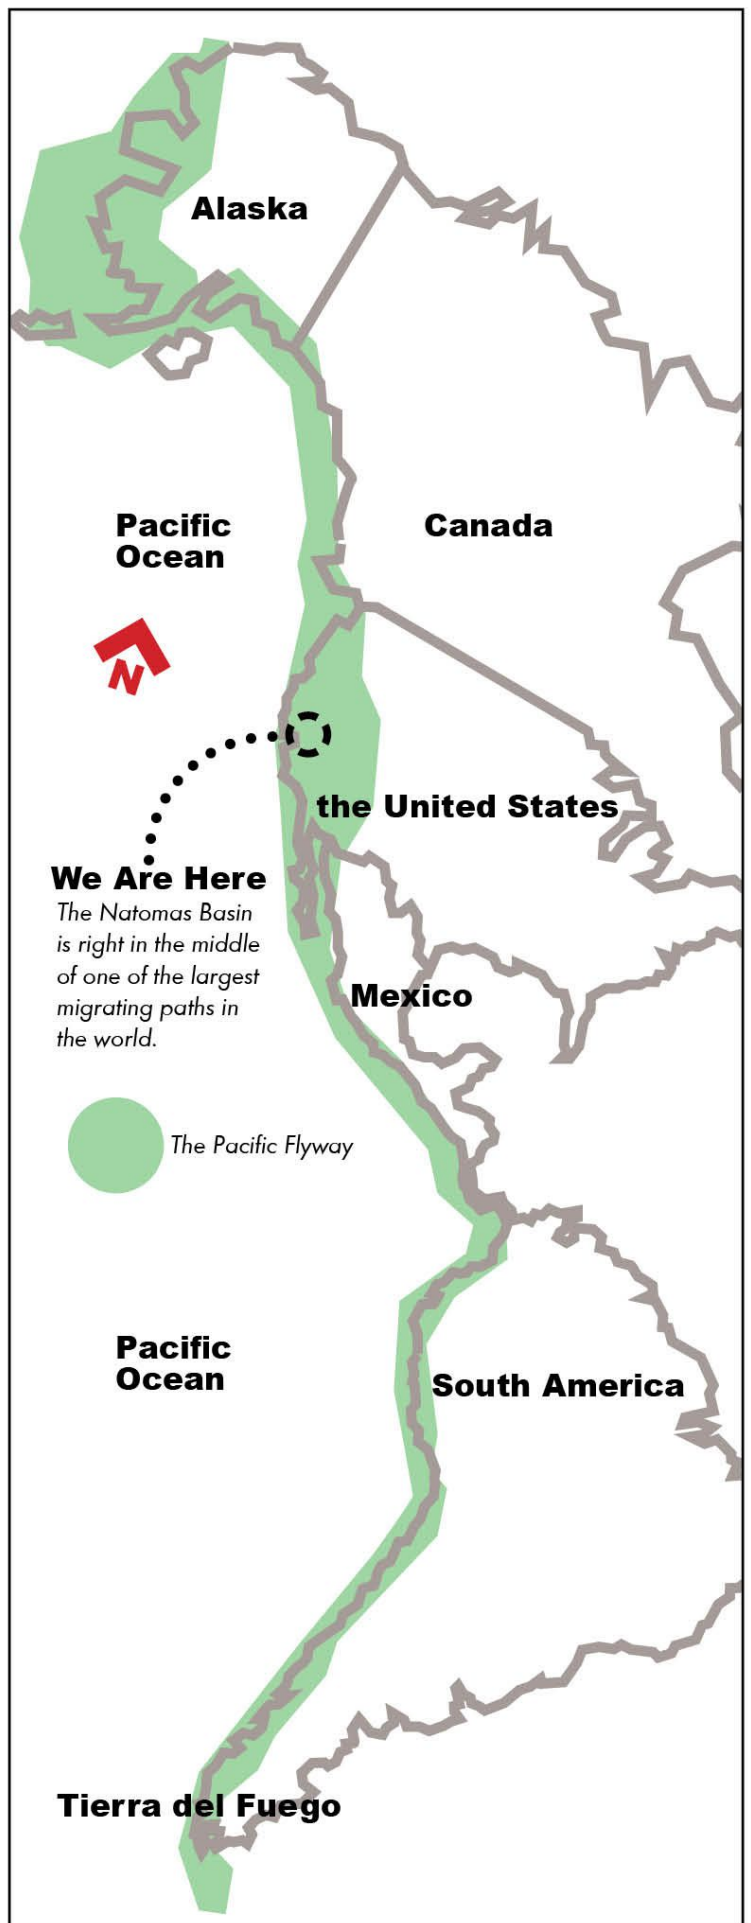 Alaska
Pacific
Ocean
Canada
N
the United States
We Are Here
The Natomas Basin
is right in the middle
of one of the largest
migrating paths in
the world.
Mexico
The Pacific Flyway
Pacific
Ocean
South America
Tierra del Fuego